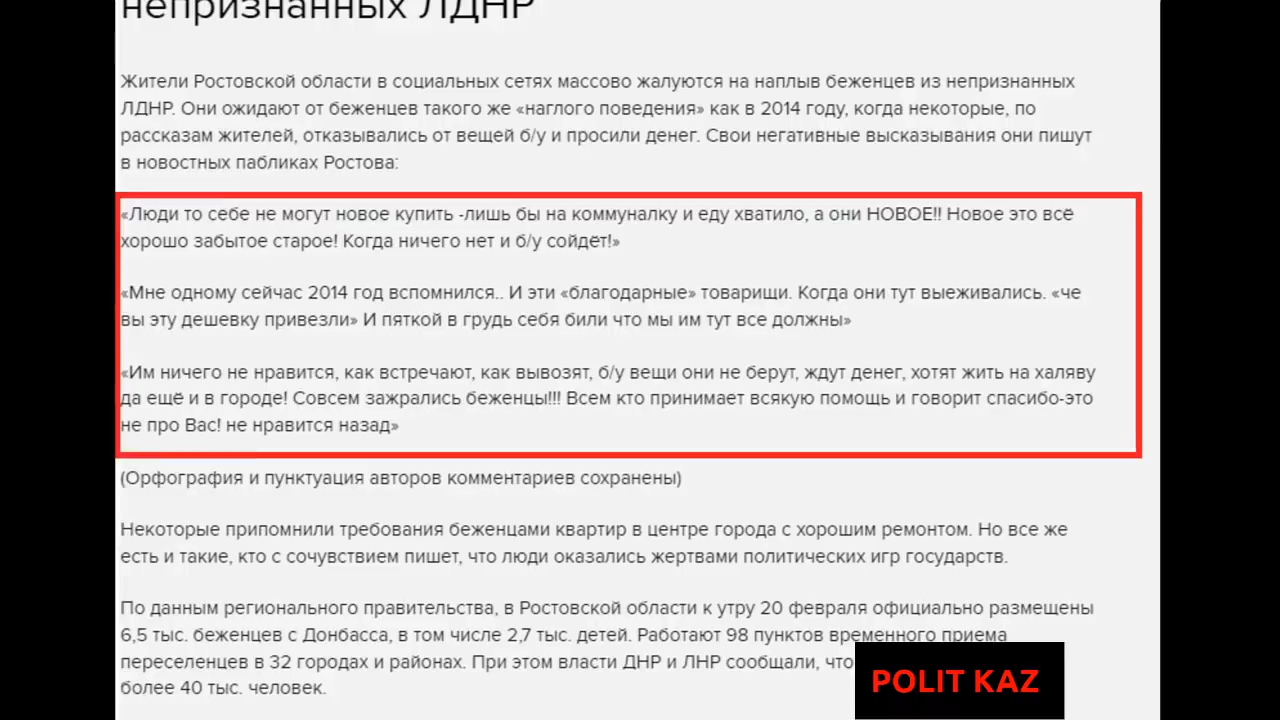 непризнанных ЛДНР
Жители Ростовской области в социальных сетях массово жалуются на наплыв беженцев из непризнанных
ЛДНР. Они ожидают от беженцев такого же «наглого поведения» как в 2014 году, когда некоторые, по
рассказам жителей, отказывались от вещей б/у и просили денег. Свои негативные высказывания они пишут
в новостных пабликах Ростова:
«Люди то себе не могут новое купить -лишь бы на коммуналку и еду хватило, а они НОВОЕ!! Новое это всё
хорошо забытое старое! Когда ничего нет и б/у сойдёт!»
«Мне одному сейчас 2014 год вспомнился.. И эти «благодарные» товарищи. Когда они тут выеживались. «че
вы эту дешевку привезли» И пяткой в грудь себя били что мы им тут все должны»
«Им ничего не нравится, как встречают, как вывозят, б/у вещи они не берут, ждут денег, хотят жить на халяву
да ещё и в городе! Совсем зажрались беженцы!!! Всем кто принимает всякую помощь и говорит спасибо-это
не про Вас! не нравится назад»
(Орфография и пунктуация авторов комментариев сохранены)
Некоторые припомнили требования беженцами квартир в центре города с хорошим ремонтом. Но все же
есть и такие, кто с сочувствием пишет, что люди оказались жертвами политических игр государств.
По данным регионального правительства, в Ростовской области к утру 20 февраля официально размещены
6,5 тыс. беженцев с Донбасса, в том числе 2,7 тыс. детей. Работают 98 пунктов временного приема
переселенцев в 32 городах и районах. При этом власти ДНР и ЛНР сообщали, что
более 40 тыс. человек.
POLIT KAZ